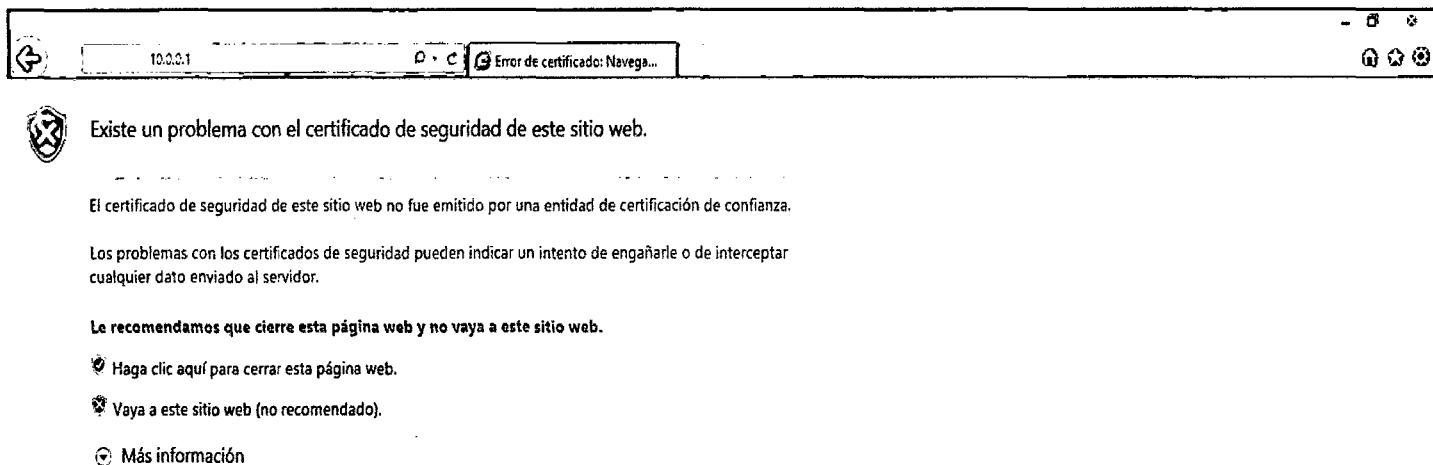 10.0.0.1
Error de certificado: Navega...
Existe un problema con el certificado de seguridad de este sitio web.
El certificado de seguridad de este sitio web no fue emitido por una entidad de certificación de confianza.
Los problemas con los certificados de seguridad pueden indicar un intento de engañarle o de interceptar
cualquier dato enviado al servidor.
Le recomendamos que cierre esta página web y no vaya a este sitio web.
Haga clic aquí para cerrar esta página web.
Vaya a este sitio web (no recomendado).
Más información